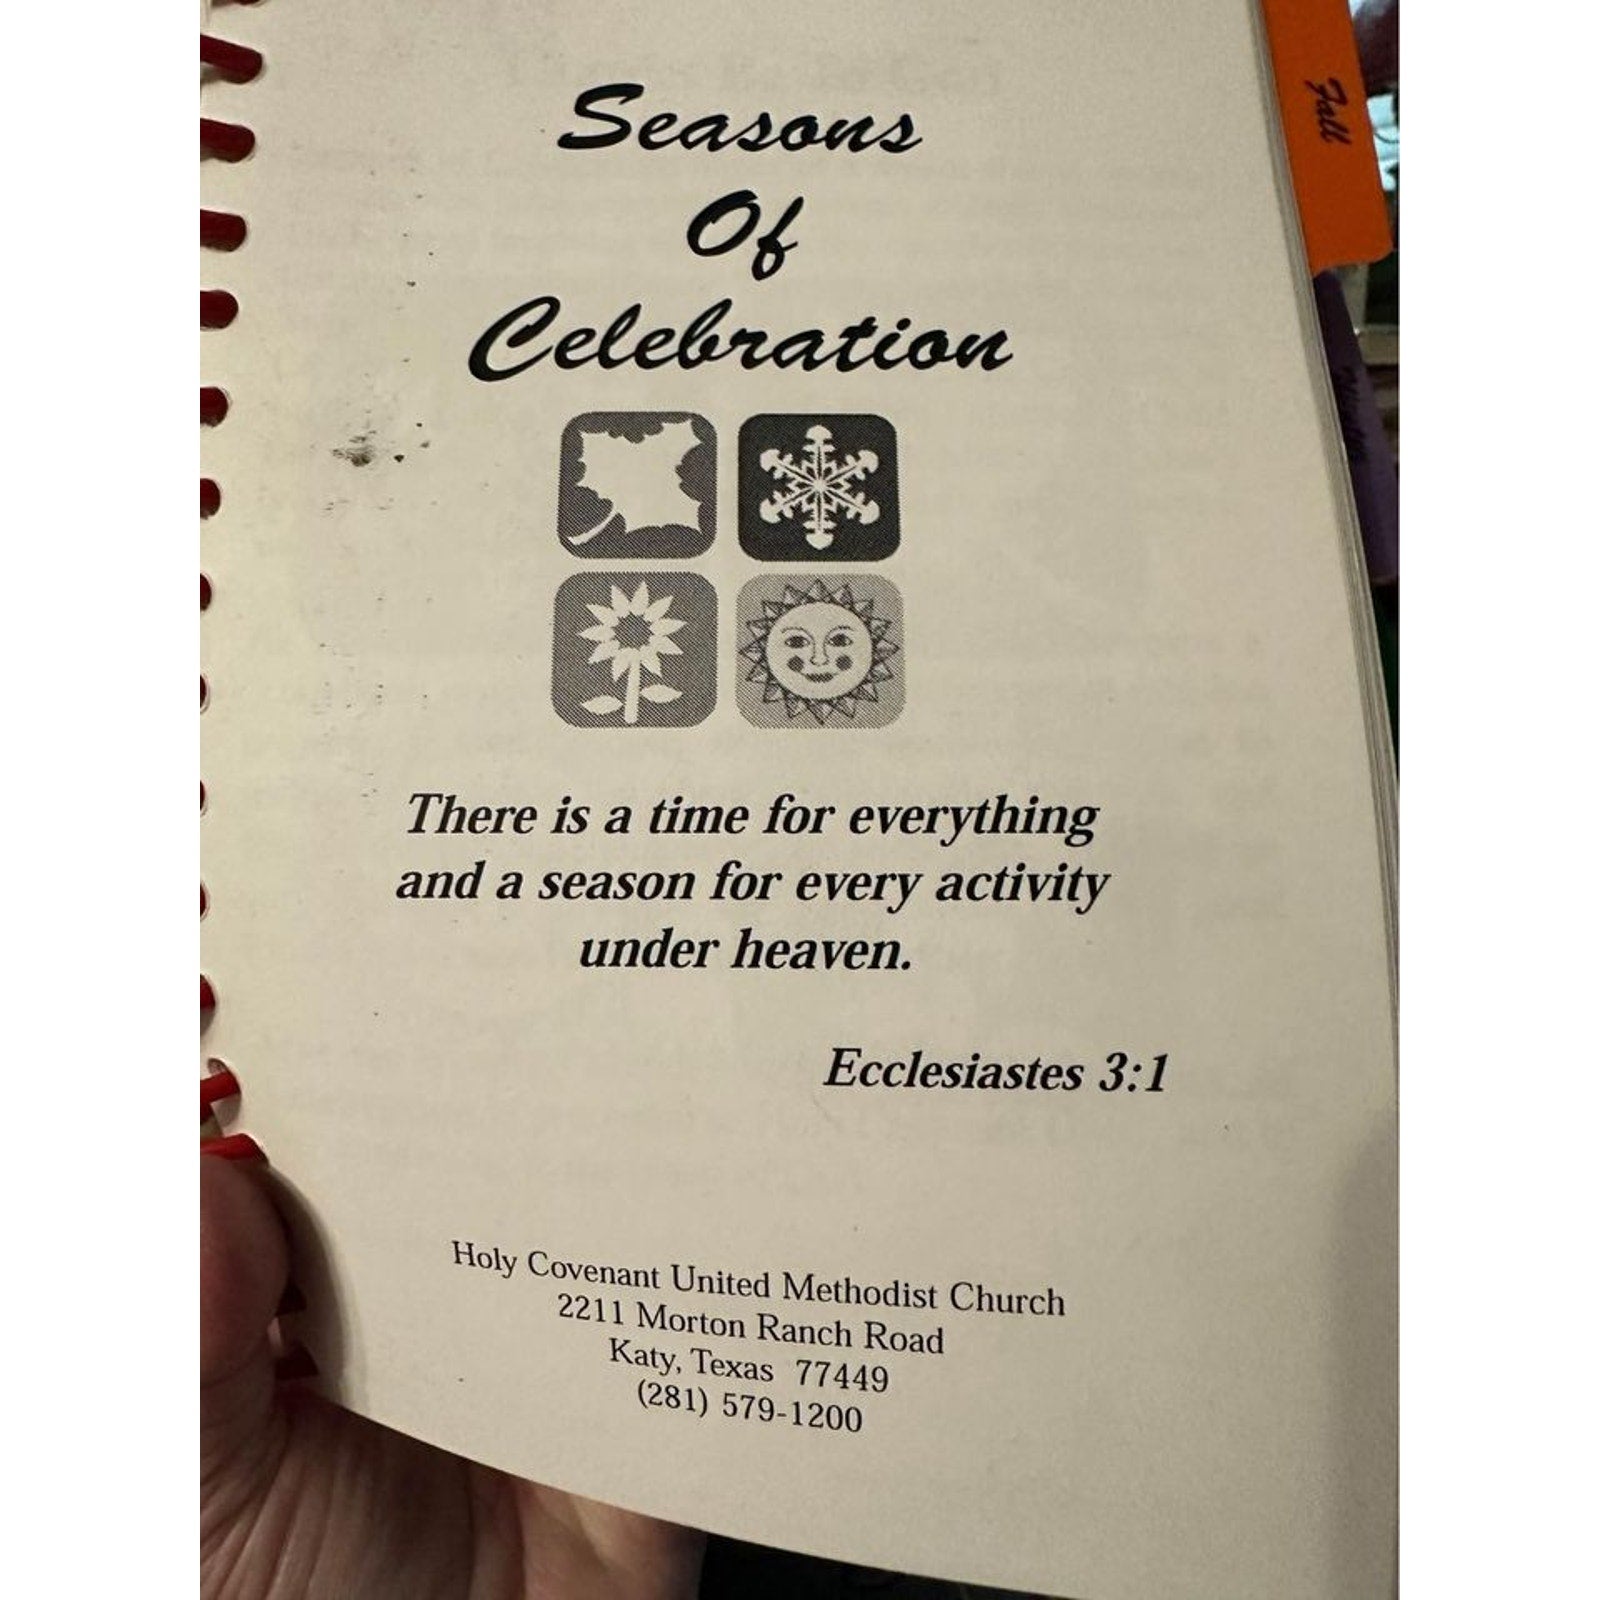 Seasons
Of
Celebration
There is a time for everything
and a season for every activity
under heaven.
Ecclesiastes 3:1
Holy Covenant United Methodist Church
2211 Morton Ranch Road
Katy, Texas 77449
(281) 579-1200
Fall